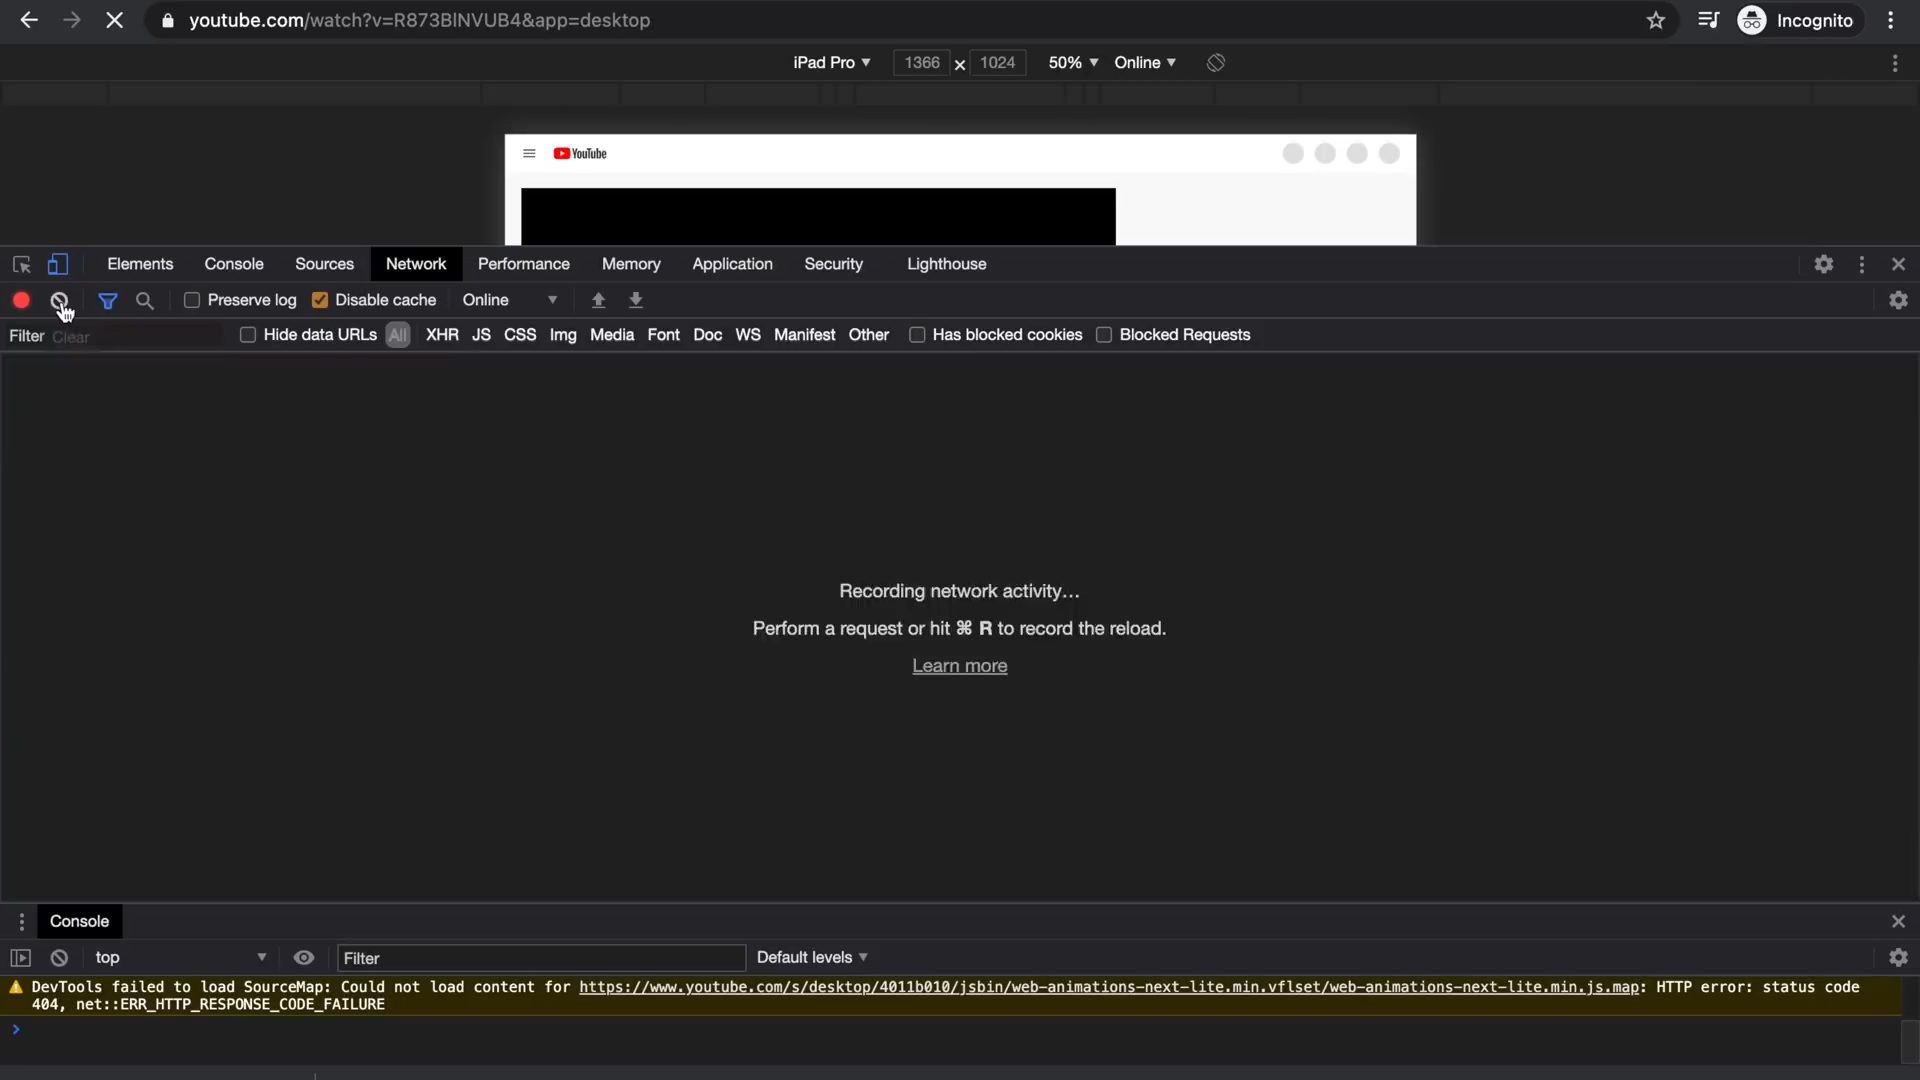 youtube.com/watch?v=R873BlNVUB4&app=desktop
Incognito
iPad Pro
1366
1024
50%
Online
YouTube
Elements
Console
Sources
Network
Performance
Memory
Application
Security
Lighthouse
Preserve log
Disable cache
Online
Filter
Clear
Hide data URLs
All
XHR
JS
CSS
Img
Media
Font
Doc
WS
Manifest
Other
Has blocked cookies
Blocked Requests
Recording network activity…
Perform a request or hit ⌘ R to record the reload.
Learn more
Console
top
Filter
Default levels
DevTools failed to load SourceMap: Could not load content for https://www.youtube.com/s/desktop/4011b010/jsbin/web-animations-next-lite.min.vflset/web-animations-next-lite.min.js.map: HTTP error: status code
404, net::ERR_HTTP_RESPONSE_CODE_FAILURE